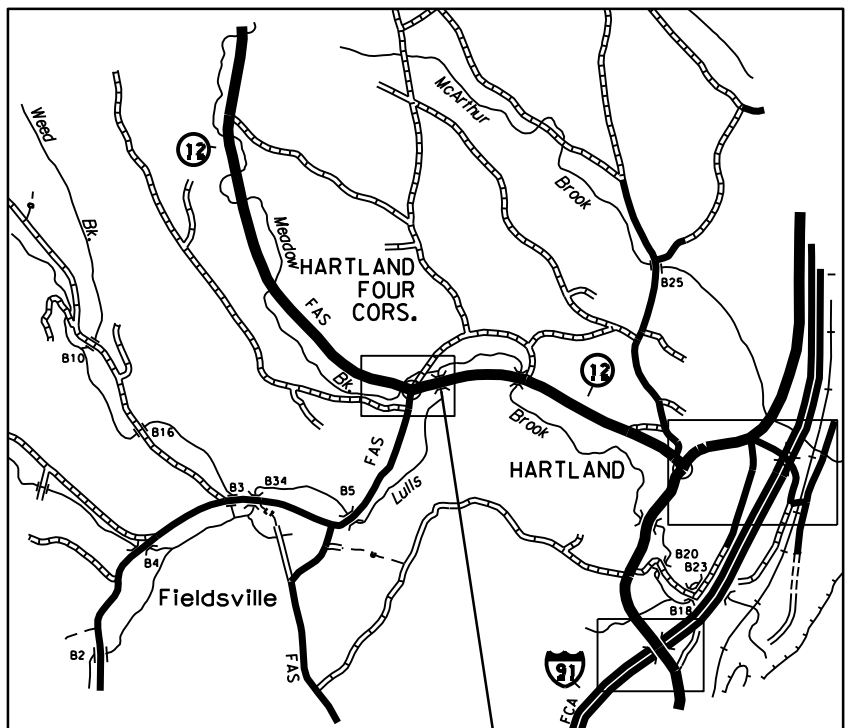 McArthur
Weed
12
Brook
Bk.
Meadow
HARTLAND
FOUR
CORS.
B25
FAS
B10
Bk.
12
Brook
B16
FAS
HARTLAND
B3
B34
B5
Lulls
B4
B20
B23
Fieldsville
B18
B2
FAS
91
FCA